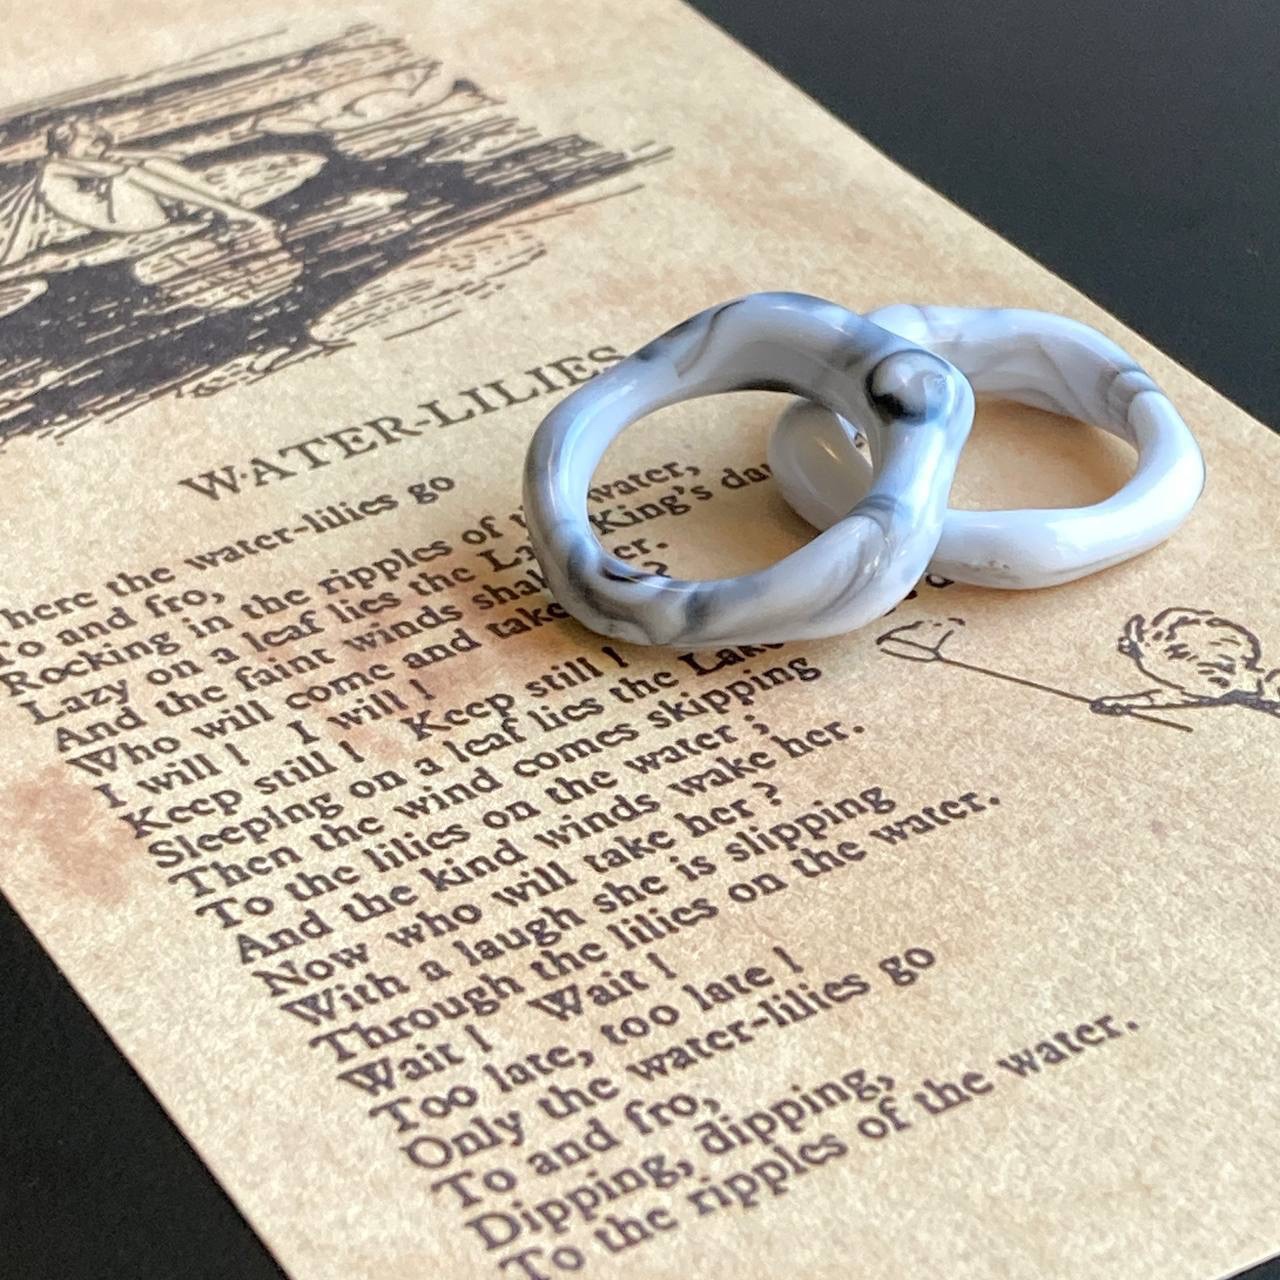 WATER-LILIES
here the water-lilies go
To and fro,
Rocking in the ripples of water,
Lazy on a leaf lies the King's
And the faint winds er.
Who will come and take ?
I will! I will!
Keep still! Keep still!
Sleeping on a leaf lies the
Then the wind comes skipping
To the lilies on the water;
And the kind winds wake her.
Now who will take her?
With a laugh she is slipping
Through the lilies on the water.
Wait! Wait!
Too late, too late!
Only the water-lilies go
To and fro,
Dipping, dipping,
To the ripples of the water.